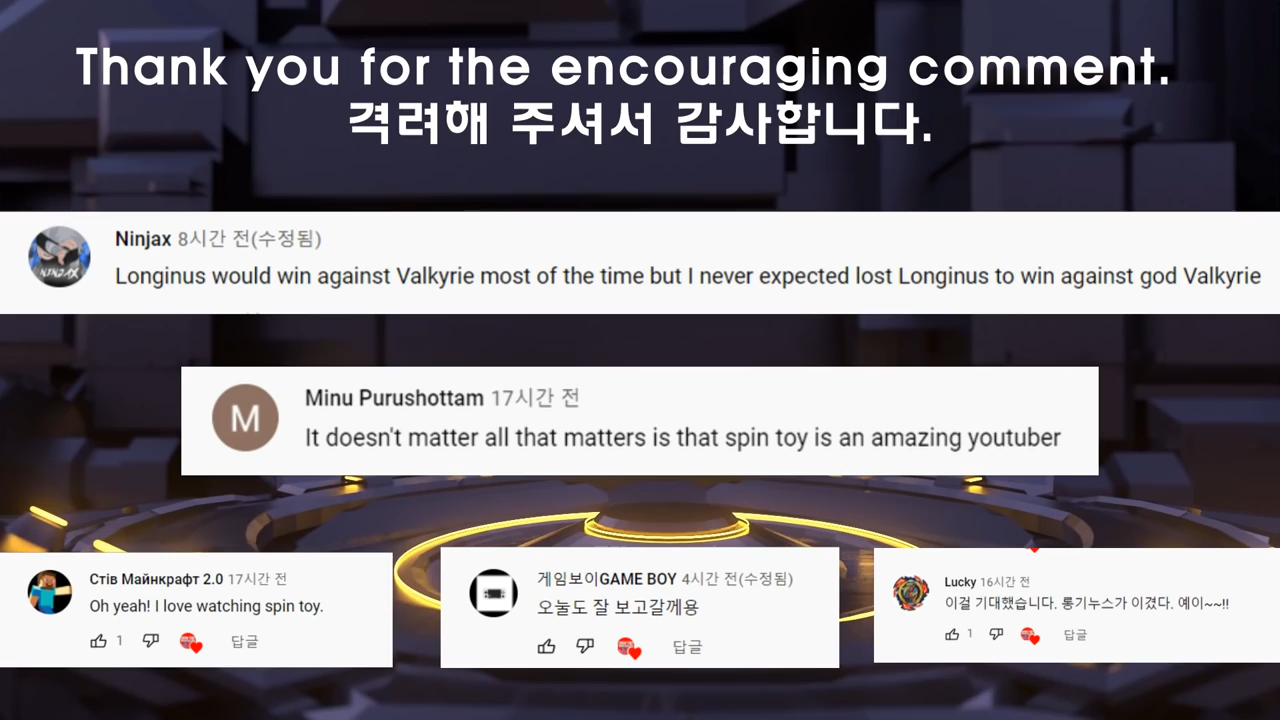 Thank you for the encouraging comment.
격려해 주셔서 감사합니다.
NINJAX
Ninjax 8시간 전(수정됨)
Longinus would win against Valkyrie most of the time but I never expected lost Longinus to win against god Valkyrie
M
Minu Purushottam 17시간 전
It doesn't matter all that matters is that spin toy is an amazing youtuber
Стів Майнкрафт 2.0 17시간 전
Oh yeah! I love watching spin toy.
1 답글
게임보이GAME BOY 4시간 전(수정됨)
오눌도 잘 보고갈께용
답글
Lucky 16시간 전
이걸 기대했습니다. 롱기누스가 이겼다. 예이~~!!
1 답글